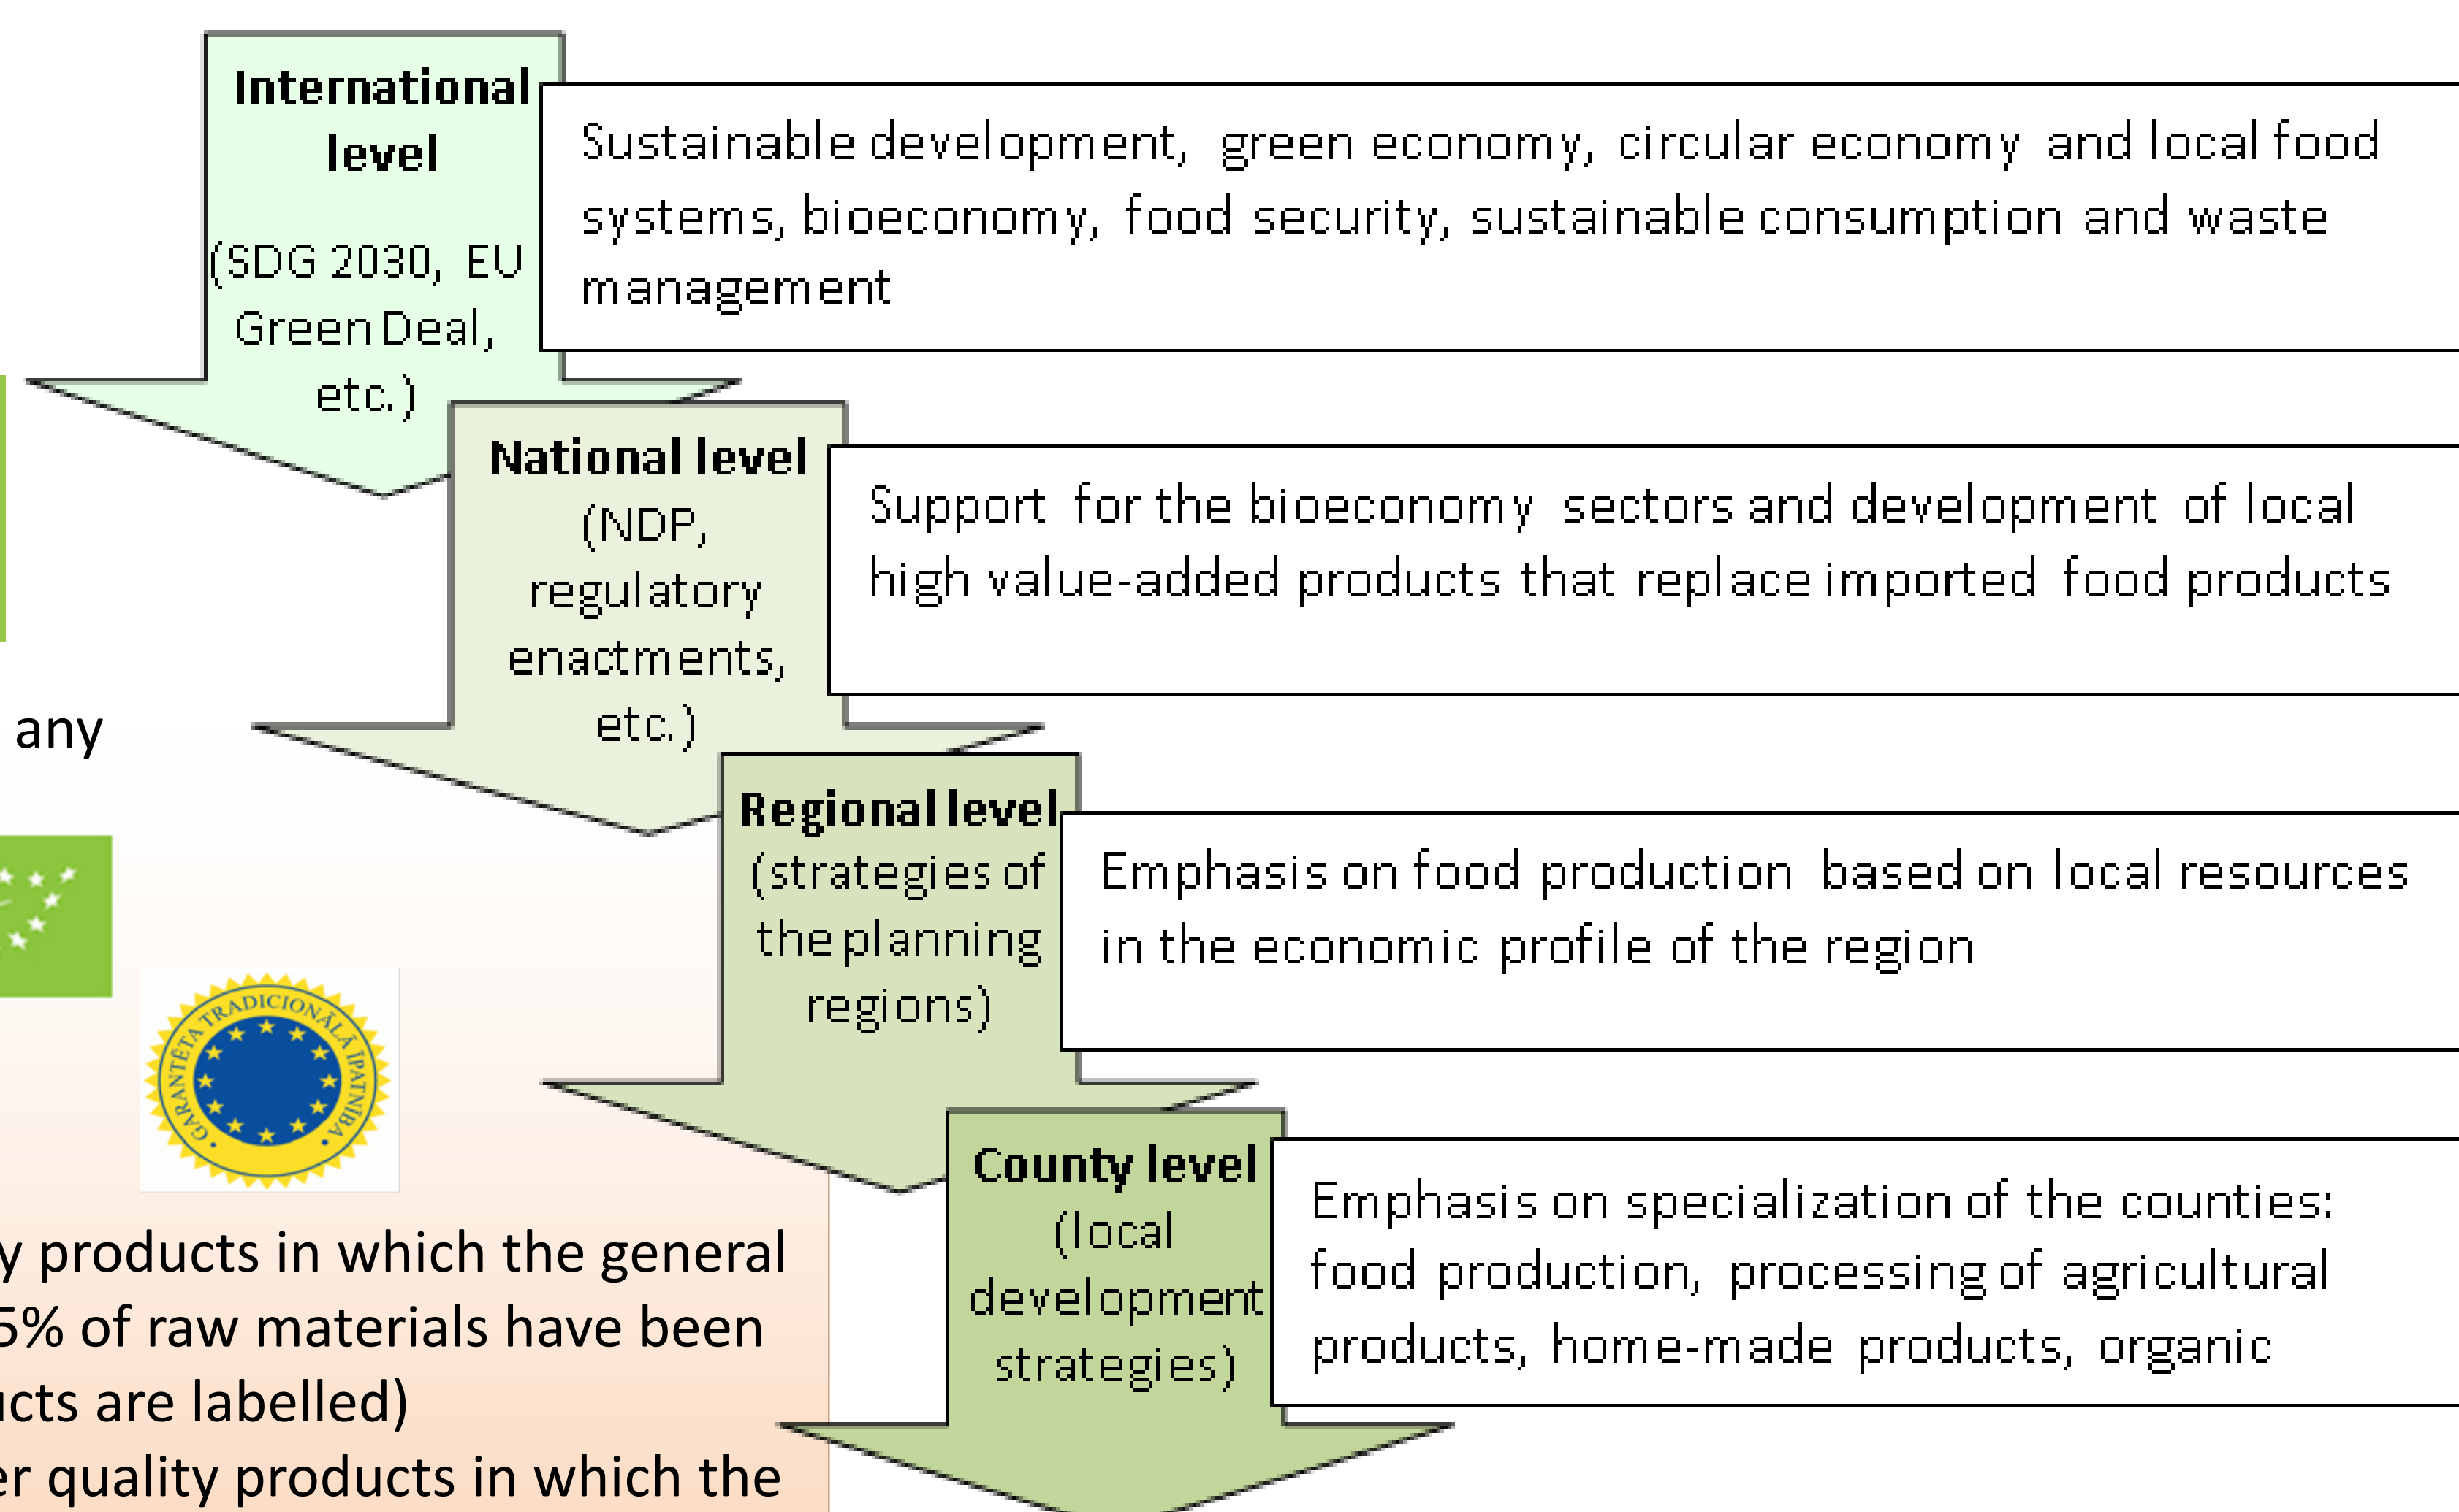 International
level
(SDG 2030, EU
Green Deal,
etc.)
Sustainable development, green economy, circular economy and local food
systems, bioeconomy, food security, sustainable consumption and waste
management
National level
(NDP,
regulatory
enactments,
etc.)
Support for the bioeconomy sectors and development of local
high value-added products that replace imported food products
any
Regional level
(strategies of
the planning
regions)
Emphasis on food production based on local resources
in the economic profile of the region
GARANTĒTA TRADICIONĀLĀ ĪPATNĪBA
County level
(local
development
strategies)
Emphasis on specialization of the counties:
food production, processing of agricultural
products, home-made products, organic
y products in which the general
5% of raw materials have been
cts are labelled)
er quality products in which the